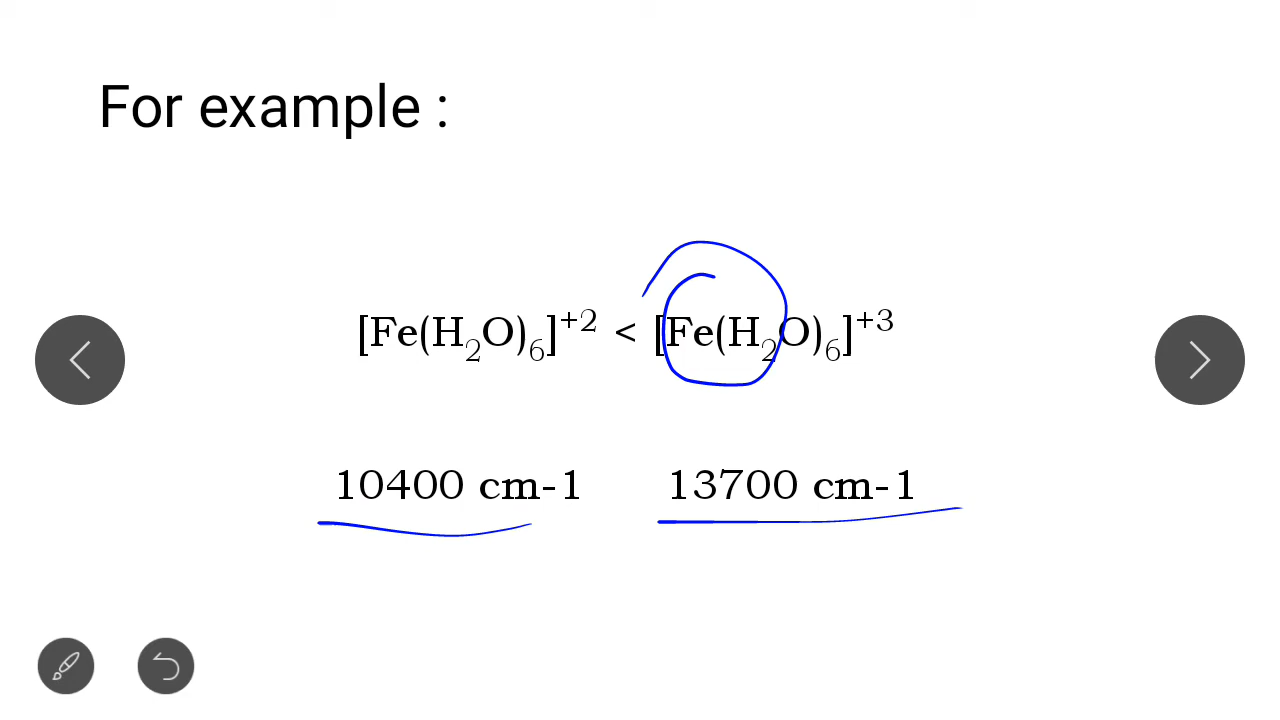 For example :
[Fe(H₂O)₆]⁺² < [Fe(H₂O)₆]⁺³
10400 cm-1 13700 cm-1